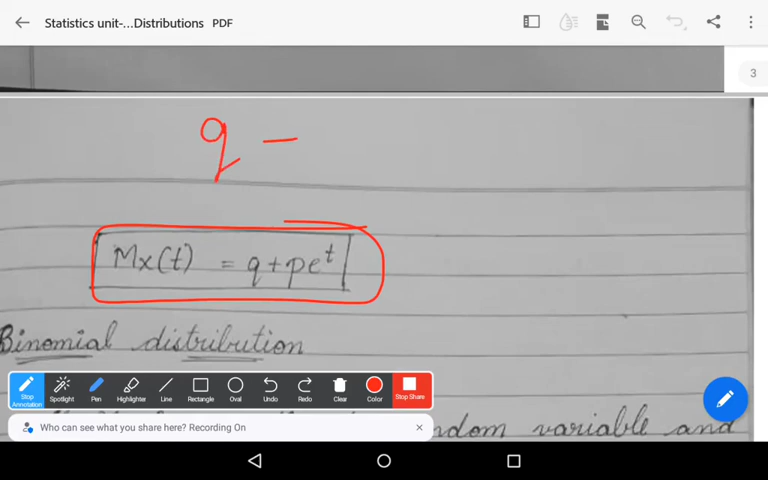 Statistics unit-...Distributions PDF
3
q -
Mx(t) = q+pe^t
Binomial distribution
Stop Annotation Spotlight Pen Highlighter Line Rectangle Oval Undo Redo Clear Color Stop Share
Who can see what you share here? Recording On
random variable and